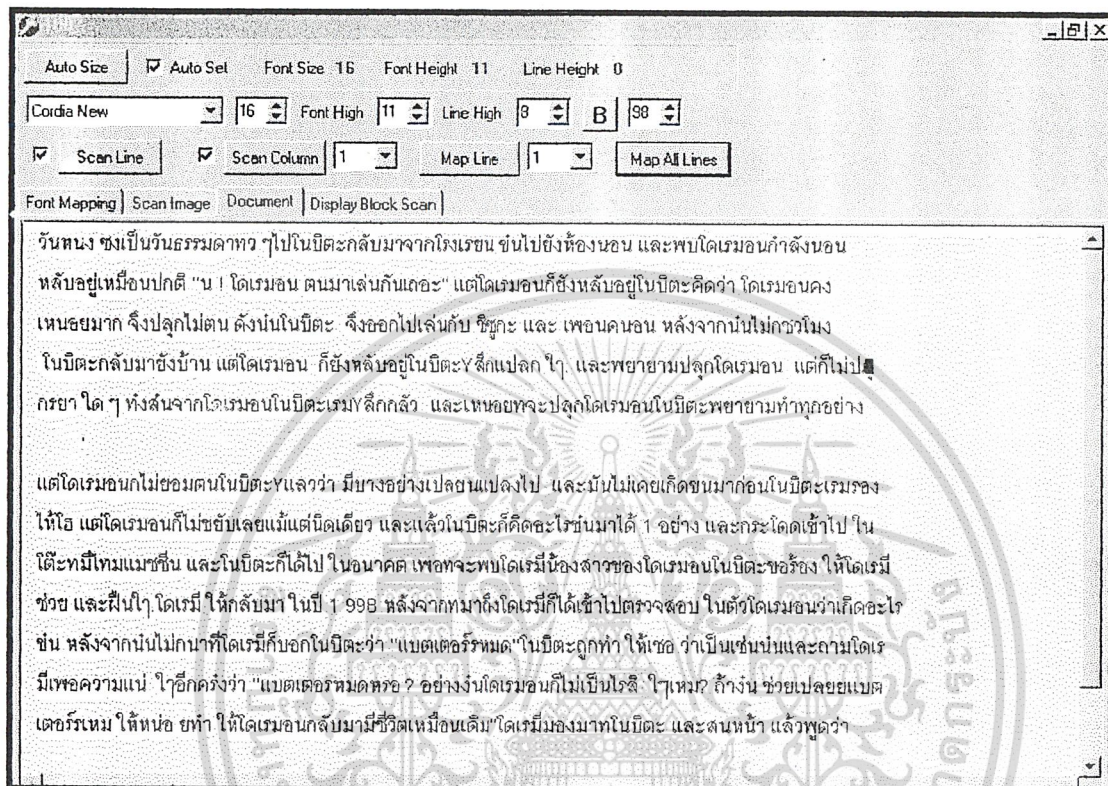 Auto Size Auto Set Font Size 16 Font Height 11 Line Height 8
Cordia New 16 Font High 11 Line High 8 B 98
Scan Line Scan Column 1 Map Line 1 Map All Lines
Font Mapping Scan Image Document Display Block Scan
วันหนง ซงเป็นวันธรรมดาทว ๆไปโนบิตะกลับมาจากโรงเรยน ขนไปยังห้องนอน และพบโดเรมอนกำลังนอน
หลับอยู่เหมือนปกติ "น ! โดเรมอน ตนมาเล่นกันเถอะ" แต่โดเรมอนก็ยังหลับอยู่โนบิตะคิดว่า โดเรมอนคง
เหนธยมาก จึงปลุกไม่ตน ดังนนโนบิตะ จึงออกไปเล่นกับ ชิซูกะ และ เพอนคนอน หลังจากนนไม่กชวโมง
โนบิตะกลับมายังบ้าน แต่โดเรมอน ก็ยังหลับอยู่โนบิตะYสึกแปลก ใๅ. และพยายามปลุกโดเรมอน แต่ก็ไม่ปฏุ
กรยา ใด ๆ ทงสนจากโดเรมอนโนบิตะเรมYสึกกลัว และเหนอยทจะปลุกโดเรมอนโนบิตะพยายามทำทุกอย่าง
แต่โดเรมอนกไม่ยอมตนโนบิตะYแลวว่า มีบางอย่างเปลยนแปลงไป และมันไม่เคยเกิดขนมาก่อนโนบิตะเรมรอง
ไห้โฮ แต่โดเรมอนก็ไม่ขยับเลยแม้แต่นิดเดียว และแล้วโนบิตะก็คิดอะไรขนมาได้ 1 อย่าง และกระโดดเข้าไป ใน
โต๊ะทมีไทมแมชชีน และโนบิตะก็ได้ไป ในอนาคต เพอทจะพบโดเรมีน้องสาวของโดเรมอนโนบิตะขอร้อง ให้โดเรมี
ช่วย และฝืนใๅ.โดเรมี ให้กลับมา ในปี 1 998 หลังจากทมาถึงโดเรมีก็ได้เข้าไปตรวจสอบ ในตัวโดเรมอนว่าเกิดอะไร
ขน หลังจากนนไม่กนาทีโดเรมีก็บอกโนบิตะว่า "แบตเตอร์รหมด"โนบิตะถูกทำ ให้เชอ ว่าเป็นเช่นนนและถามโดเร
มีเพอความแน่ ใๅอีกครงว่า "แบตเตอรหมดหรอ ? อย่างงนโดเรมอนก็ไม่เป็นไรสิ ใๅเหม? ถ้างน ช่วยเปลยยแบต
เตอร์รเหม ให้หน่อ ยทำ ให้โดเรมอนกลับมามีชีวิตเหมือนเดิม"โดเรมีมองมาทโนบิตะ และสนหน้า แล้วพูดว่า